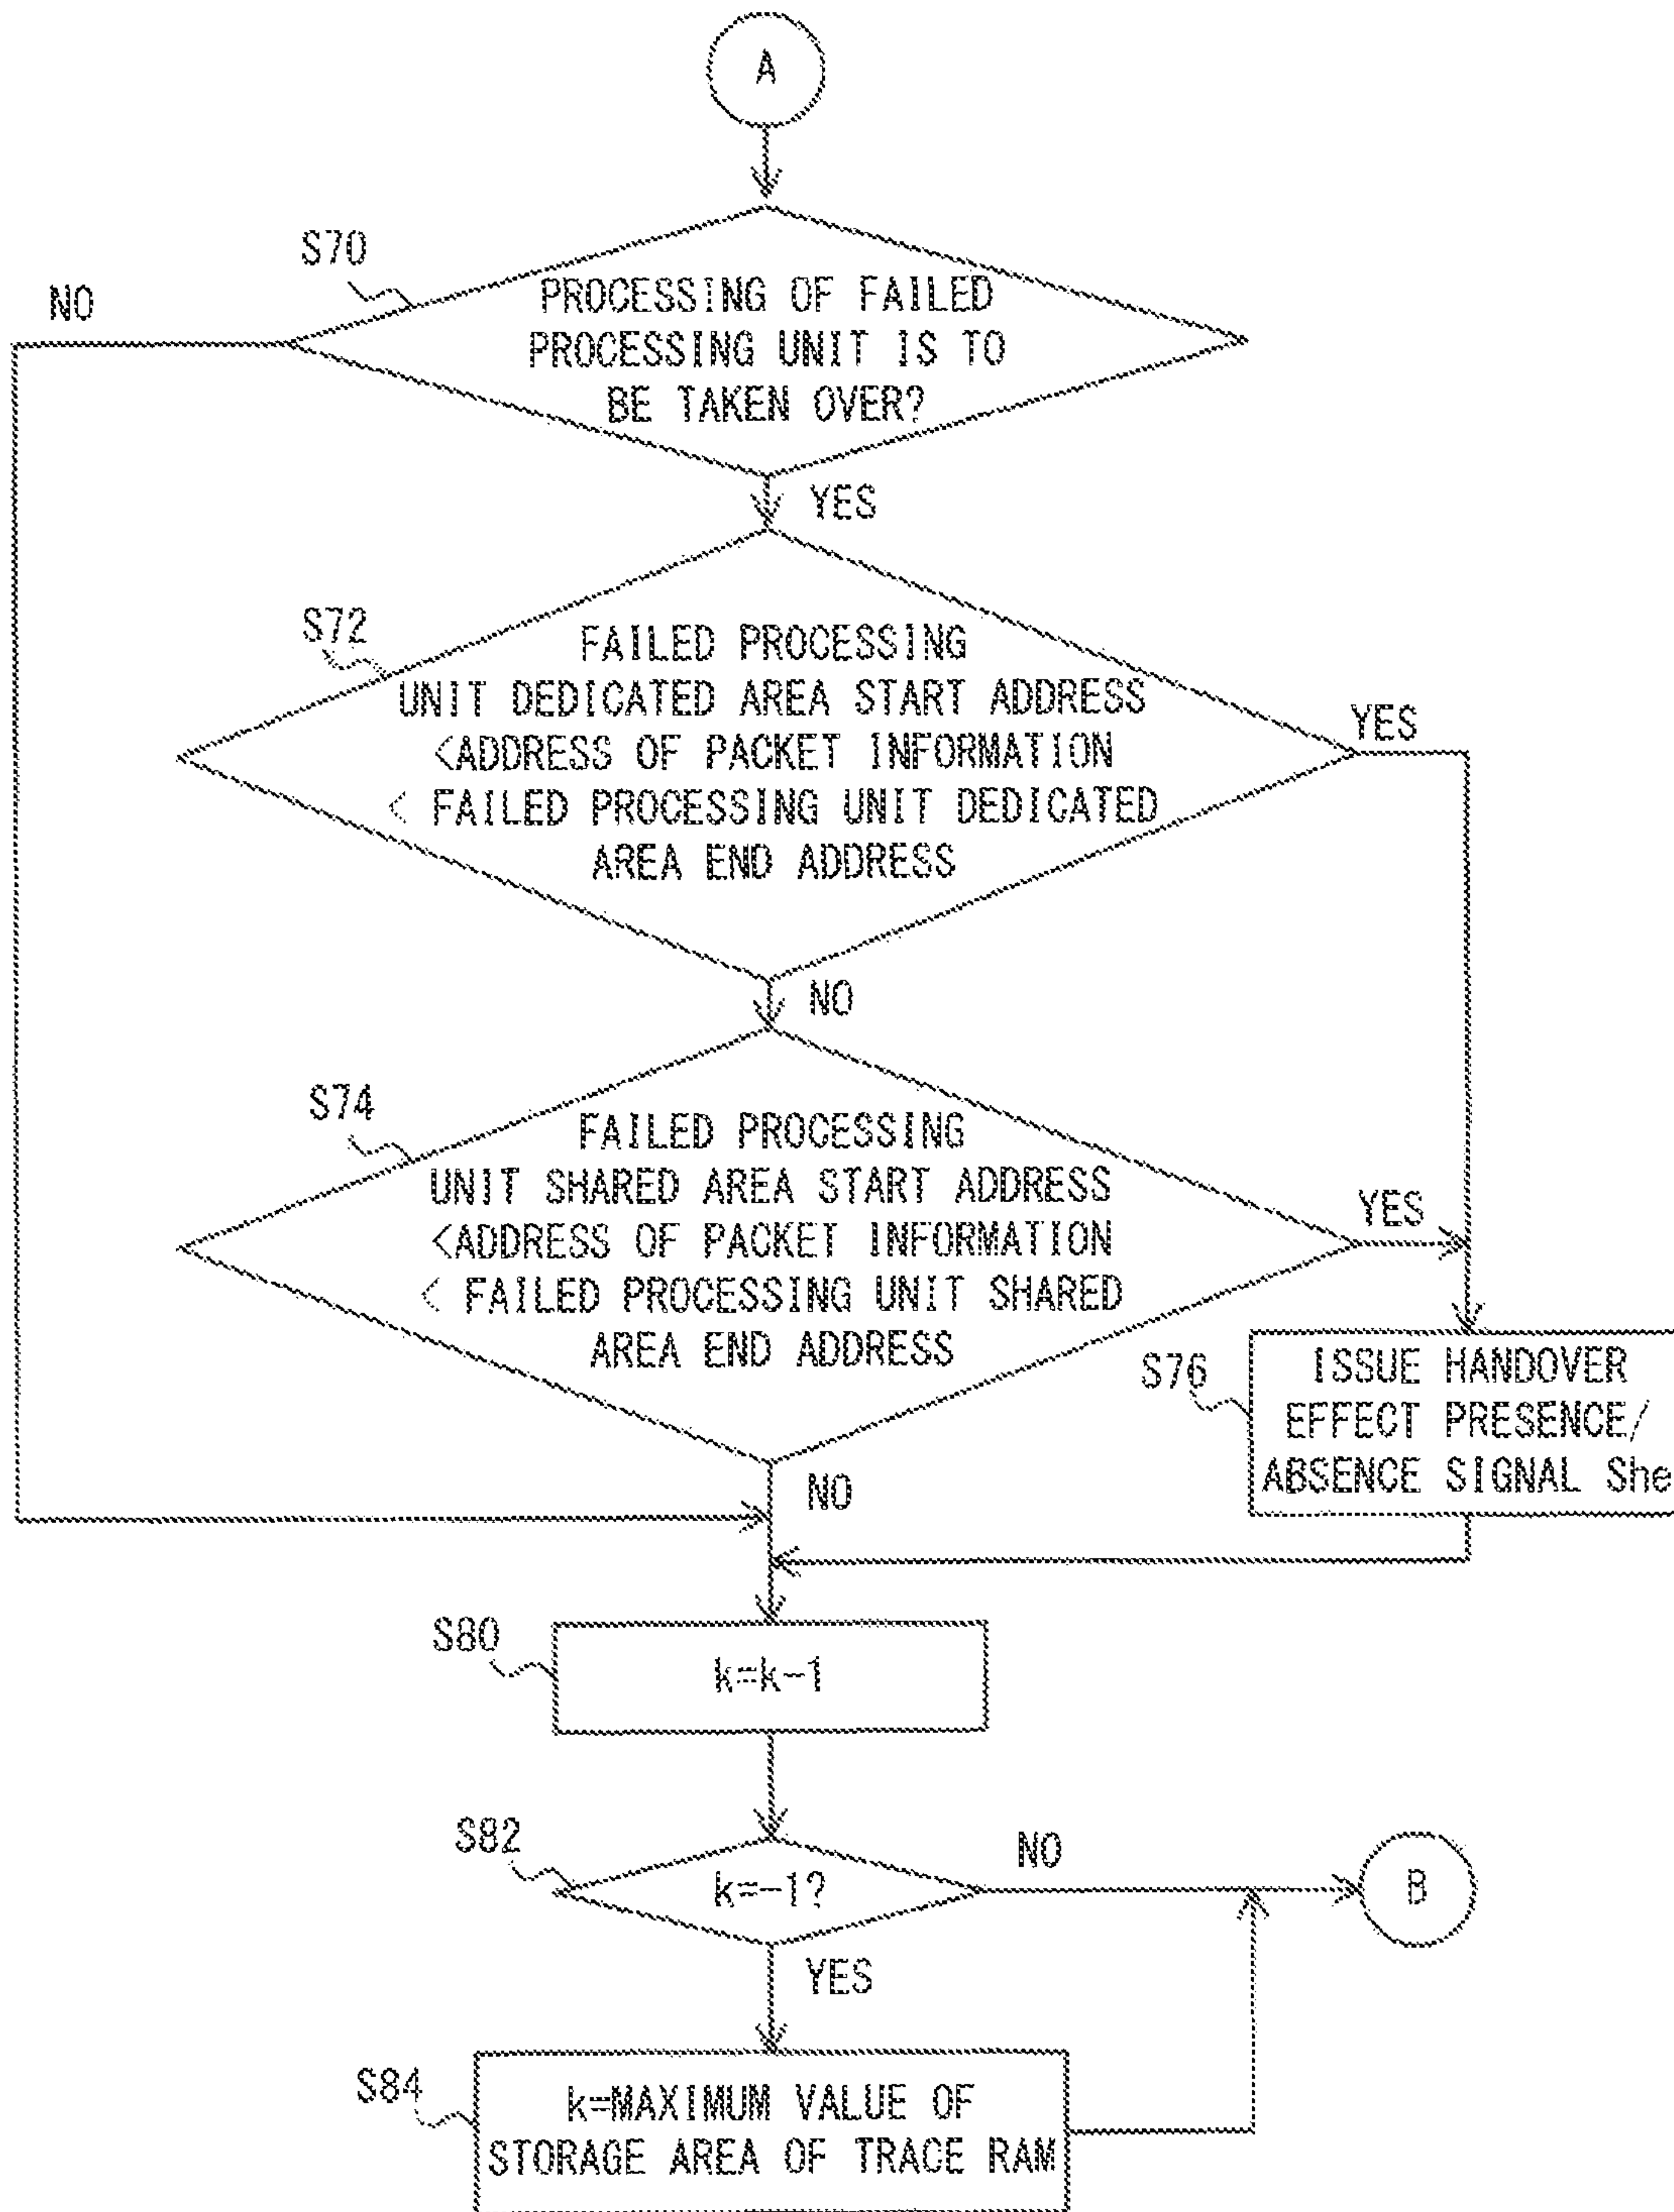 A
S70
NO
PROCESSING OF FAILED
PROCESSING UNIT IS TO
BE TAKEN OVER?
YES
S72
FAILED PROCESSING
UNIT DEDICATED AREA START ADDRESS
<ADDRESS OF PACKET INFORMATION
< FAILED PROCESSING UNIT DEDICATED
AREA END ADDRESS
YES
NO
S74
FAILED PROCESSING
UNIT SHARED AREA START ADDRESS
<ADDRESS OF PACKET INFORMATION
< FAILED PROCESSING UNIT SHARED
AREA END ADDRESS
YES
S76
ISSUE HANDOVER
EFFECT PRESENCE/
ABSENCE SIGNAL She
NO
S80
k=k-1
S82
k=-1?
NO
B
YES
S84
k=MAXIMUM VALUE OF
STORAGE AREA OF TRACE RAM